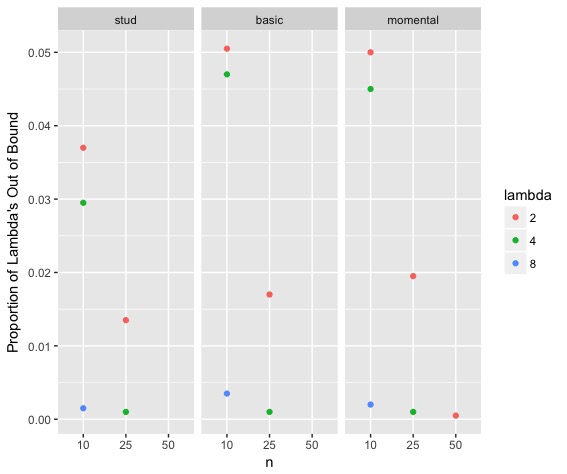 stud basic momental
Proportion of Lambda's Out of Bound
0.05
0.04
0.03
0.02
0.01
0.00
10 25 50 10 25 50 10 25 50
n
lambda
2
4
8